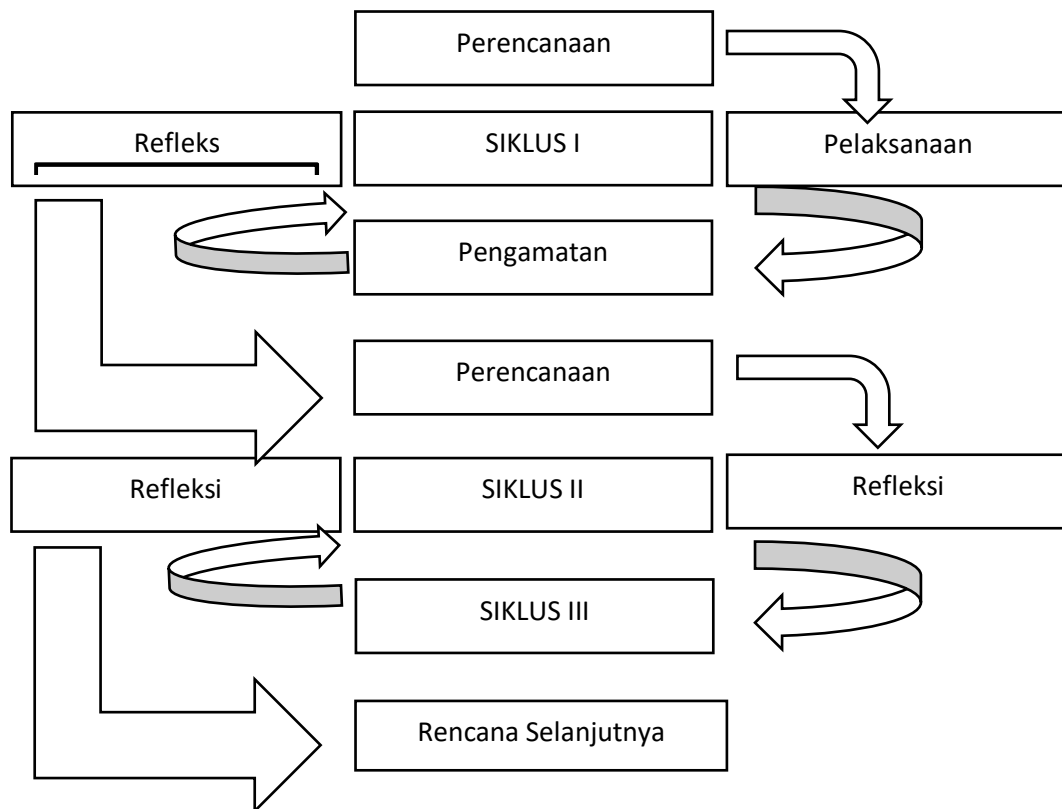 Perencanaan
Refleks
SIKLUS I
Pelaksanaan
Pengamatan
Perencanaan
Refleksi
SIKLUS II
Refleksi
SIKLUS III
Rencana Selanjutnya